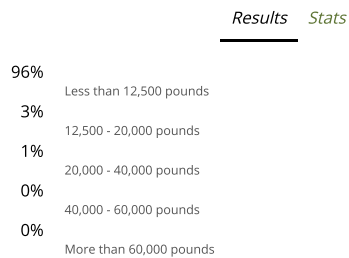 Results Stats
96%
Less than 12,500 pounds
3%
12,500 - 20,000 pounds
1%
20,000 - 40,000 pounds
0%
40,000 - 60,000 pounds
0%
More than 60,000 pounds